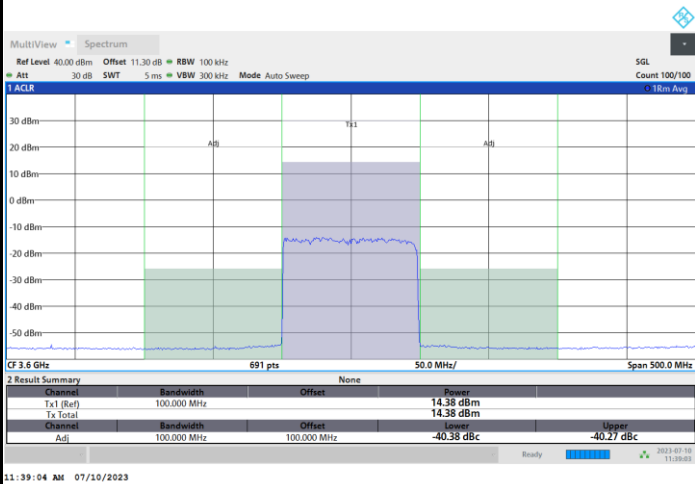 MultiView Spectrum
Ref Level 40.00 dBm Offset 11.30 dB RBW 100 kHz SGL
Att 30 dB SWT 5 ms VBW 300 kHz Mode Auto Sweep Count 100/100
1 ACLR 1Rm Avg
30 dBm
Tx1
20 dBm
Adj Adj
10 dBm
0 dBm
-10 dBm
-20 dBm
-30 dBm
-40 dBm
-50 dBm
CF 3.6 GHz 691 pts 50.0 MHz/ Span 500.0 MHz
2 Result Summary None
Channel Bandwidth Offset Power
Tx1 (Ref) 100.000 MHz 14.38 dBm
Tx Total 14.38 dBm
Channel Bandwidth Offset Lower Upper
Adj 100.000 MHz 100.000 MHz -40.38 dBc -40.27 dBc
Ready 2023-07-10
11:39:03
11:39:04 AM 07/10/2023